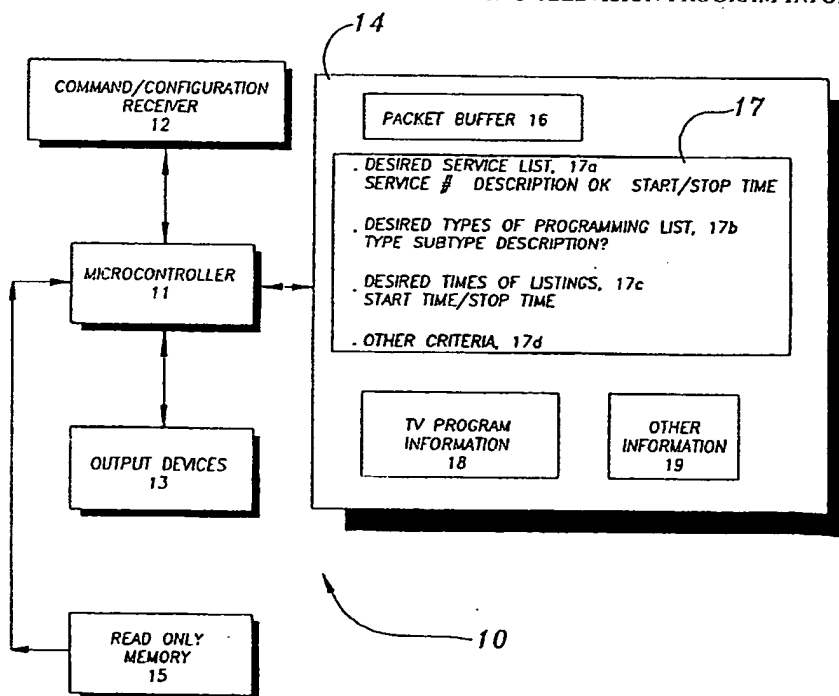 TELEVISION PROGRAM
14
COMMAND/CONFIGURATION
RECEIVER
12
PACKET BUFFER 16
17
. DESIRED SERVICE LIST, 17a
SERVICE # DESCRIPTION OK START/STOP TIME
. DESIRED TYPES OF PROGRAMMING LIST, 17b
TYPE SUBTYPE DESCRIPTION?
MICROCONTROLLER
11
. DESIRED TIMES OF LISTINGS, 17c
START TIME/STOP TIME
. OTHER CRITERIA, 17d
TV PROGRAM
INFORMATION
18
OTHER
INFORMATION
19
OUTPUT DEVICES
13
READ ONLY
MEMORY
15
10